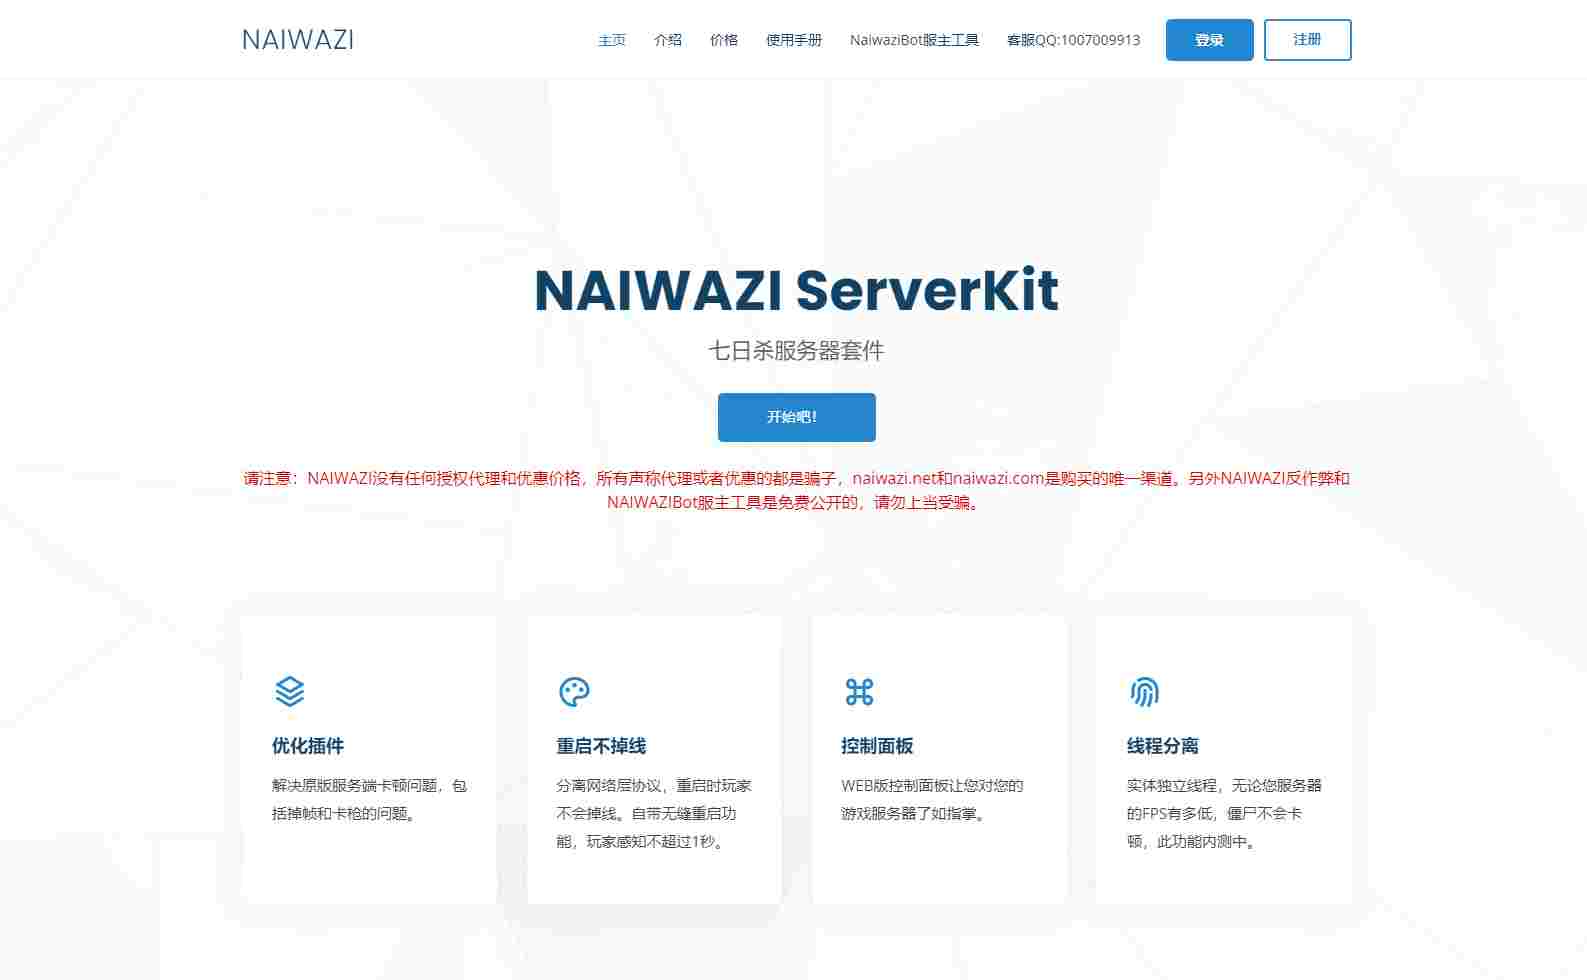 NAIWAZI
主页 介绍 价格 使用手册 NaiwaziBot服主工具 客服QQ:1007009913 登录 注册
NAIWAZI ServerKit
七日杀服务器套件
开始吧!
请注意：NAIWAZI没有任何授权代理和优惠价格，所有声称代理或者优惠的都是骗子，naiwazi.net和naiwazi.com是购买的唯一渠道。另外NAIWAZI反作弊和
NAIWAZIBot服主工具是免费公开的，请勿上当受骗。
优化插件
解决原版服务端卡顿问题，包
括掉帧和卡枪的问题。
重启不掉线
分离网络层协议，重启时玩家
不会掉线。自带无缝重启功
能，玩家感知不超过1秒。
控制面板
WEB版控制面板让您对您的
游戏服务器了如指掌。
线程分离
实体独立线程，无论您服务器
的FPS有多低，僵尸不会卡
顿，此功能内测中。